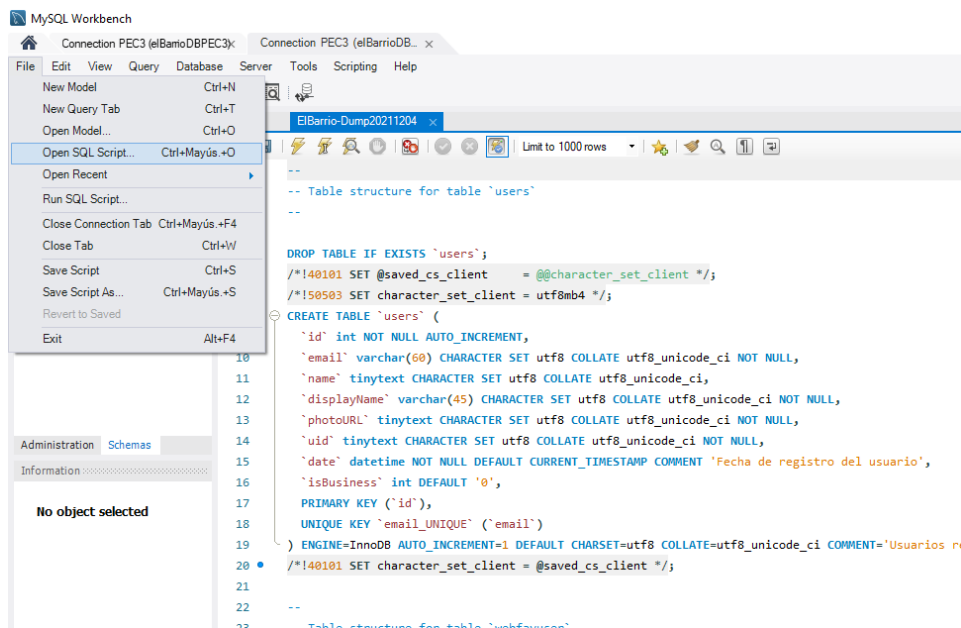 MySQL Workbench
Connection PEC3 (elBarrioDBPEC3)×
Connection PEC3 (elBarrioDB... ×
File Edit View Query Database Server Tools Scripting Help
New Model Ctrl+N
New Query Tab Ctrl+T
Open Model... Ctrl+O
Open SQL Script... Ctrl+Mayús.+O
Open Recent
Run SQL Script...
Close Connection Tab Ctrl+Mayús.+F4
Close Tab Ctrl+W
Save Script Ctrl+S
Save Script As... Ctrl+Mayús.+S
Revert to Saved
Exit Alt+F4
Administration Schemas
Information
No object selected
ElBarrio-Dump20211204 ×
Limit to 1000 rows
--
-- Table structure for table `users`
--
DROP TABLE IF EXISTS `users`;
/*!40101 SET @saved_cs_client     = @@character_set_client */;
/*!50503 SET character_set_client = utf8mb4 */;
CREATE TABLE `users` (
`id` int NOT NULL AUTO_INCREMENT,
10 `email` varchar(60) CHARACTER SET utf8 COLLATE utf8_unicode_ci NOT NULL,
11 `name` tinytext CHARACTER SET utf8 COLLATE utf8_unicode_ci,
12 `displayName` varchar(45) CHARACTER SET utf8 COLLATE utf8_unicode_ci NOT NULL,
13 `photoURL` tinytext CHARACTER SET utf8 COLLATE utf8_unicode_ci NOT NULL,
14 `uid` tinytext CHARACTER SET utf8 COLLATE utf8_unicode_ci NOT NULL,
15 `date` datetime NOT NULL DEFAULT CURRENT_TIMESTAMP COMMENT 'Fecha de registro del usuario',
16 `isBusiness` int DEFAULT '0',
17 PRIMARY KEY (`id`),
18 UNIQUE KEY `email_UNIQUE` (`email`)
19 ) ENGINE=InnoDB AUTO_INCREMENT=1 DEFAULT CHARSET=utf8 COLLATE=utf8_unicode_ci COMMENT='Usuarios
20 /*!40101 SET character_set_client = @saved_cs_client */;
21
22 --
23 -- Table structure for table `webfavuser`